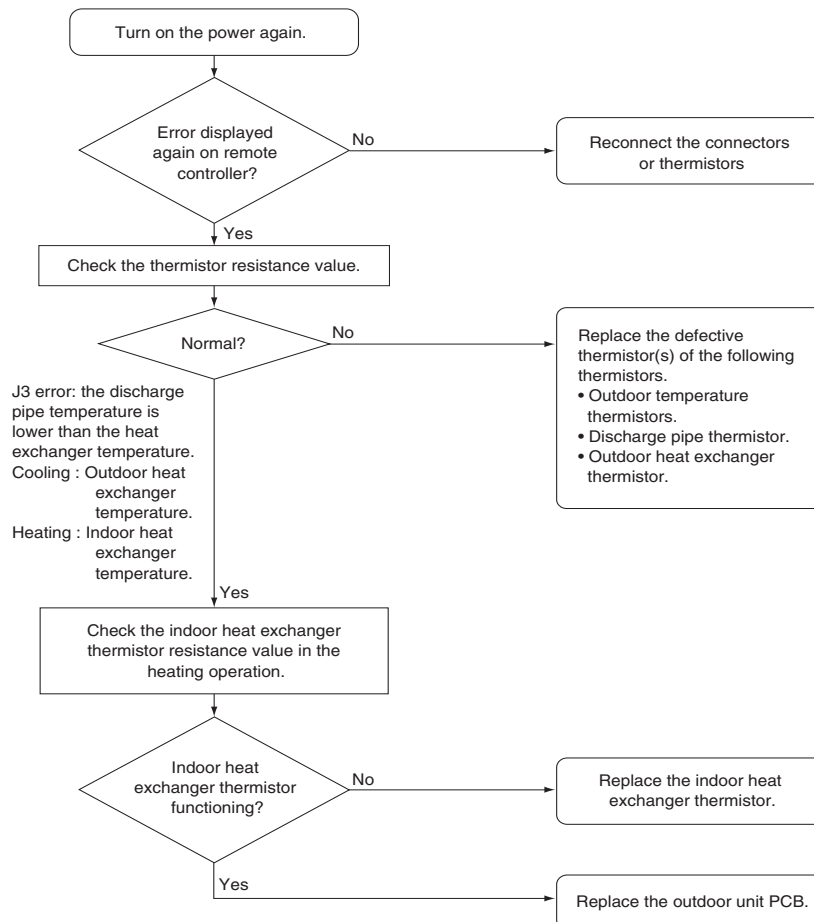 Turn on the power again.
Error displayed
again on remote
controller?
No
Reconnect the connectors
or thermistors
Yes
Check the thermistor resistance value.
Normal?
No
Replace the defective
thermistor(s) of the following
thermistors.
• Outdoor temperature
thermistors.
• Discharge pipe thermistor.
• Outdoor heat exchanger
thermistor.
J3 error: the discharge
pipe temperature is
lower than the heat
exchanger temperature.
Cooling : Outdoor heat
exchanger
temperature.
Heating : Indoor heat
exchanger
temperature.
Yes
Check the indoor heat exchanger
thermistor resistance value in the
heating operation.
Indoor heat
exchanger thermistor
functioning?
No
Replace the indoor heat
exchanger thermistor.
Yes
Replace the outdoor unit PCB.